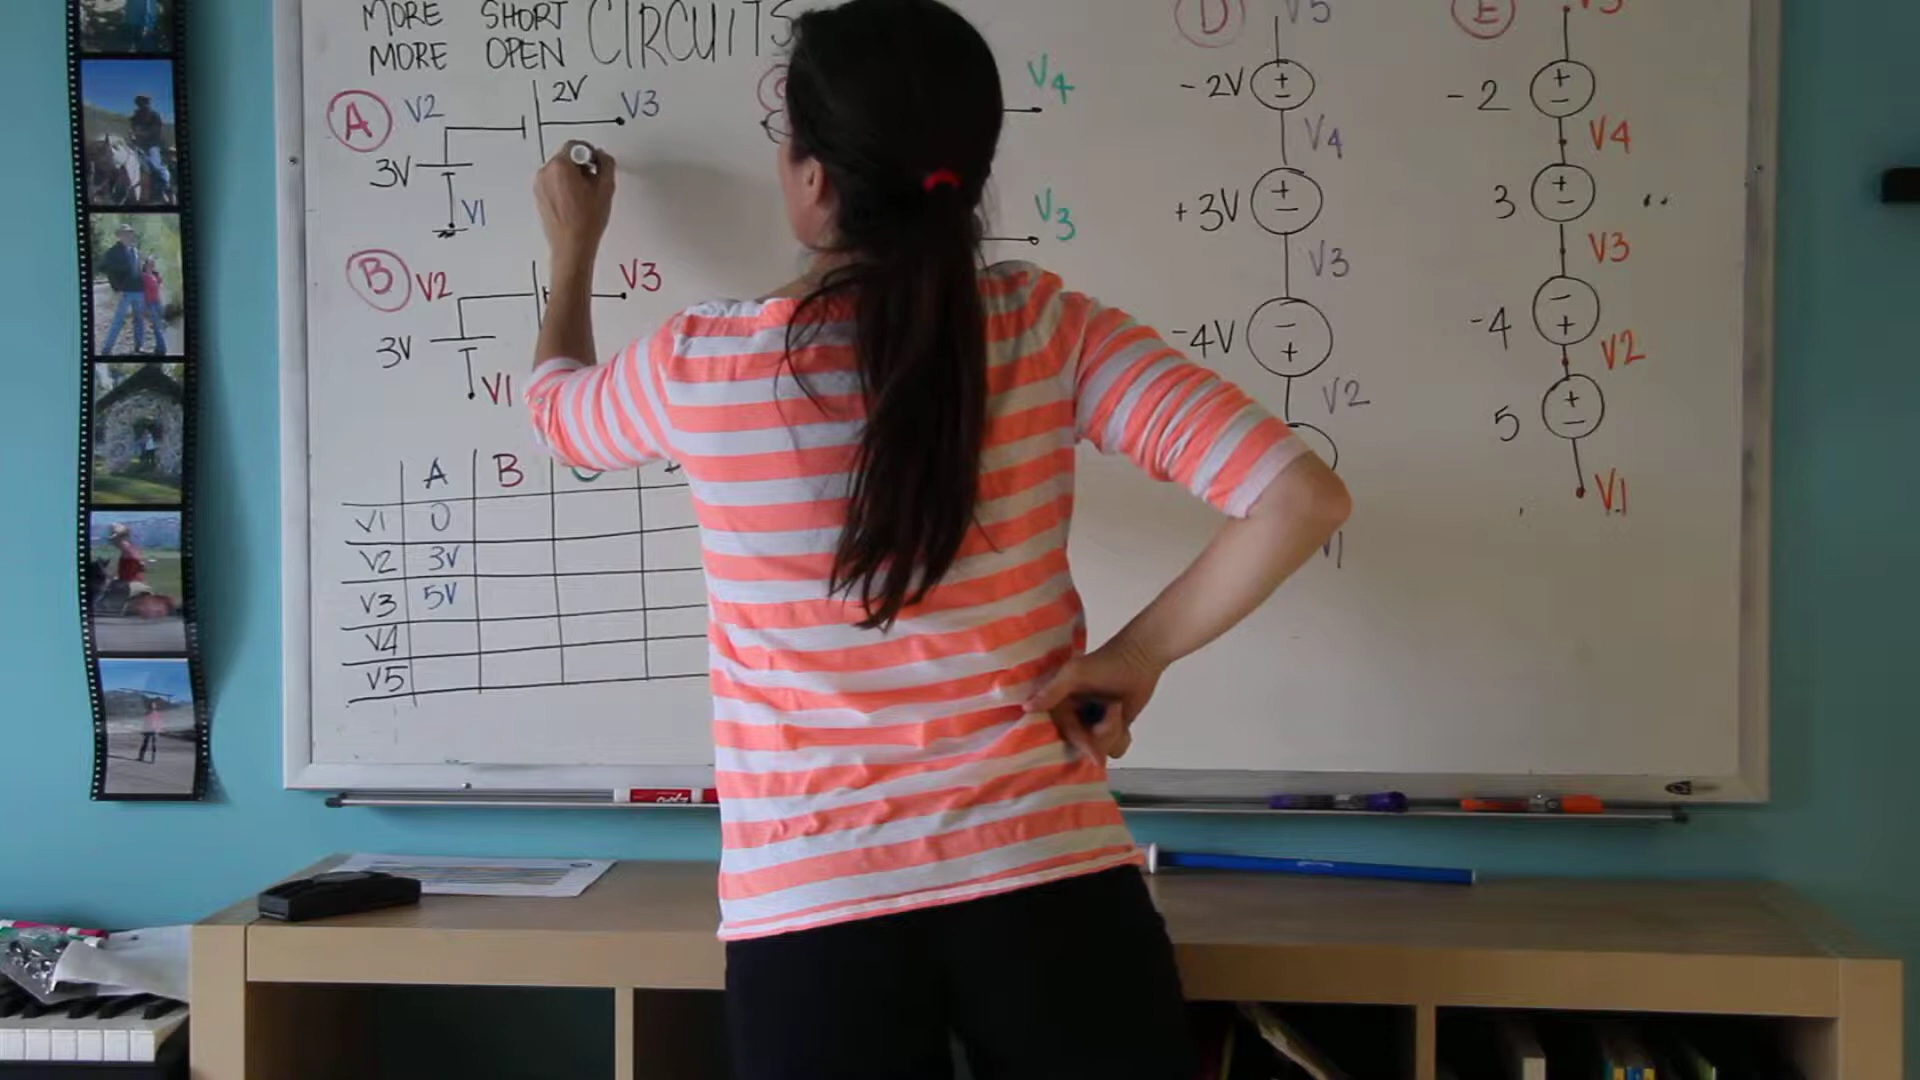 MORE SHORT
MORE OPEN
CIRCUITS
A
V2
2V
V3
3V
V1
B
V2
V3
3V
V1
A B
V1 0
V2 3V
V3 5V
V4
V5
V4
V3
D
V5
- 2V
+
-
V4
+ 3V
+
-
V3
-4V
-
+
V2
V1
E
- 2
+
-
V4
3
+
-
..
V3
- 4
-
+
V2
5
+
-
V1